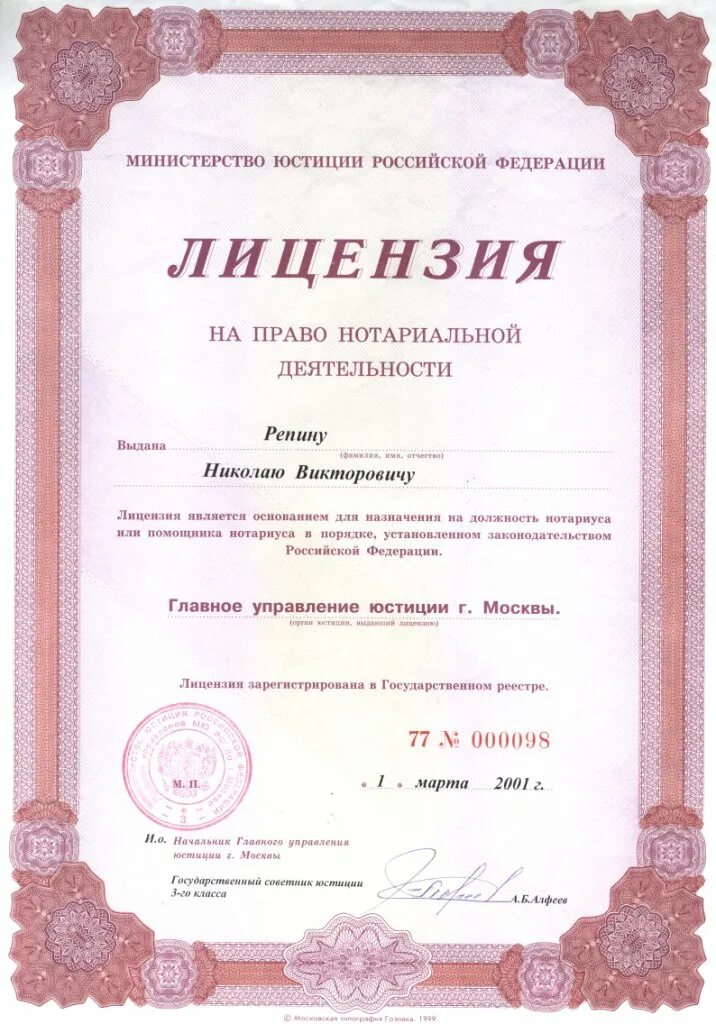 МИНИСТЕРСТВО ЮСТИЦИИ РОССИЙСКОЙ ФЕДЕРАЦИИ
ЛИЦЕНЗИЯ
НА ПРАВО НОТАРИАЛЬНОЙ
ДЕЯТЕЛЬНОСТИ
Выдана Репину
(фамилия, имя, отчество)
Николаю Викторовичу
Лицензия является основанием для назначения на должность нотариуса
или помощника нотариуса в порядке, установленном законодательством
Российской Федерации.
Главное управление юстиции г. Москвы.
(орган юстиции, выдавший лицензию)
Лицензия зарегистрирована в Государственном реестре.
77 № 000098
М. П.
« 1 » марта 2001 г.
И.о. Начальник Главного управления
юстиции г. Москвы
Государственный советник юстиции
3-го класса
А.Б.Алфеев
© Московская типография Гознака. 1999.